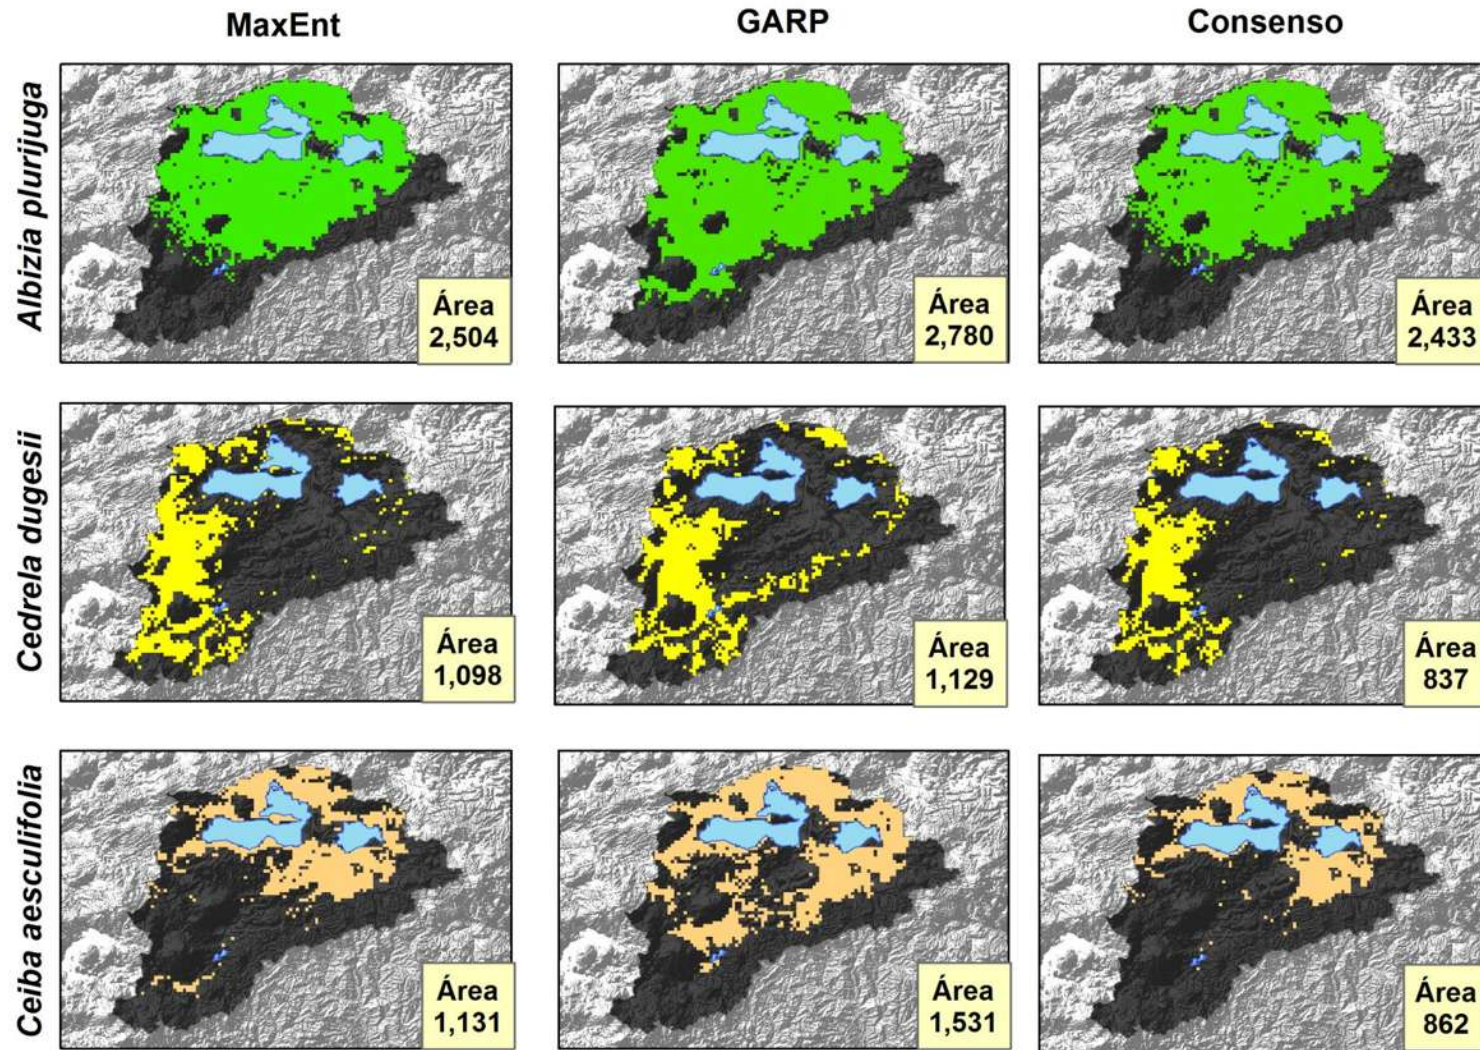 MaxEnt
GARP
Consenso
Albizia plurijuga
Área
2,504
Área
2,780
Área
2,433
Cedrela dugesii
Área
1,098
Área
1,129
Área
837
Ceiba aesculifolia
Área
1,131
Área
1,531
Área
862